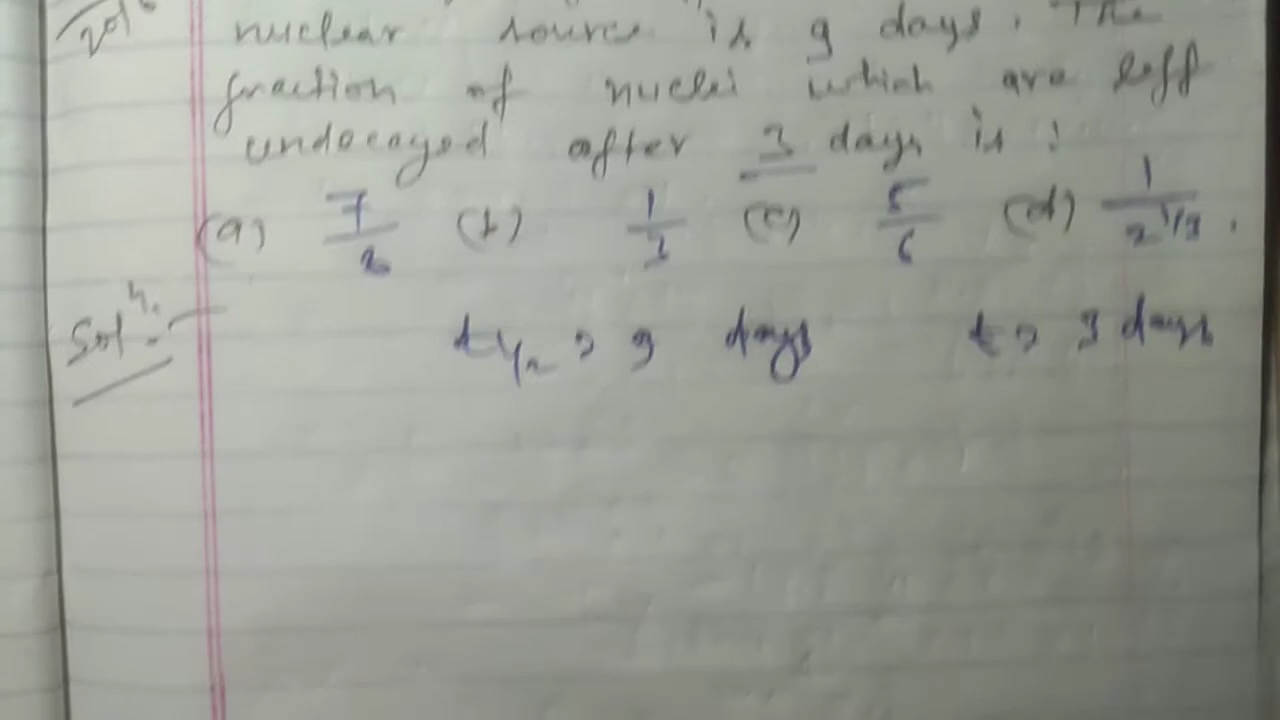 nuclear source is 9 days. The
fraction of nuclei which are left
undecayed after 3 days is :
(a) 7/2 (b) 1/3 (c) 5/6 (d) 1/2^1/3.
Solⁿ.
t1/2 = 9 days t = 3 days